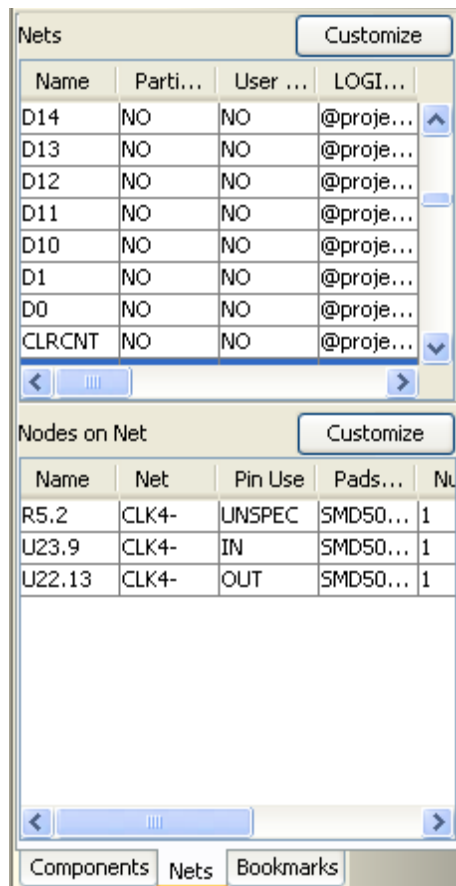 Nets Customize
Name Parti... User ... LOGI...
D14 NO NO @proje...
D13 NO NO @proje...
D12 NO NO @proje...
D11 NO NO @proje...
D10 NO NO @proje...
D1 NO NO @proje...
D0 NO NO @proje...
CLRCNT NO NO @proje...
Nodes on Net Customize
Name Net Pin Use Pads... Nu
R5.2 CLK4- UNSPEC SMD50... 1
U23.9 CLK4- IN SMD50... 1
U22.13 CLK4- OUT SMD50... 1
Components Nets Bookmarks